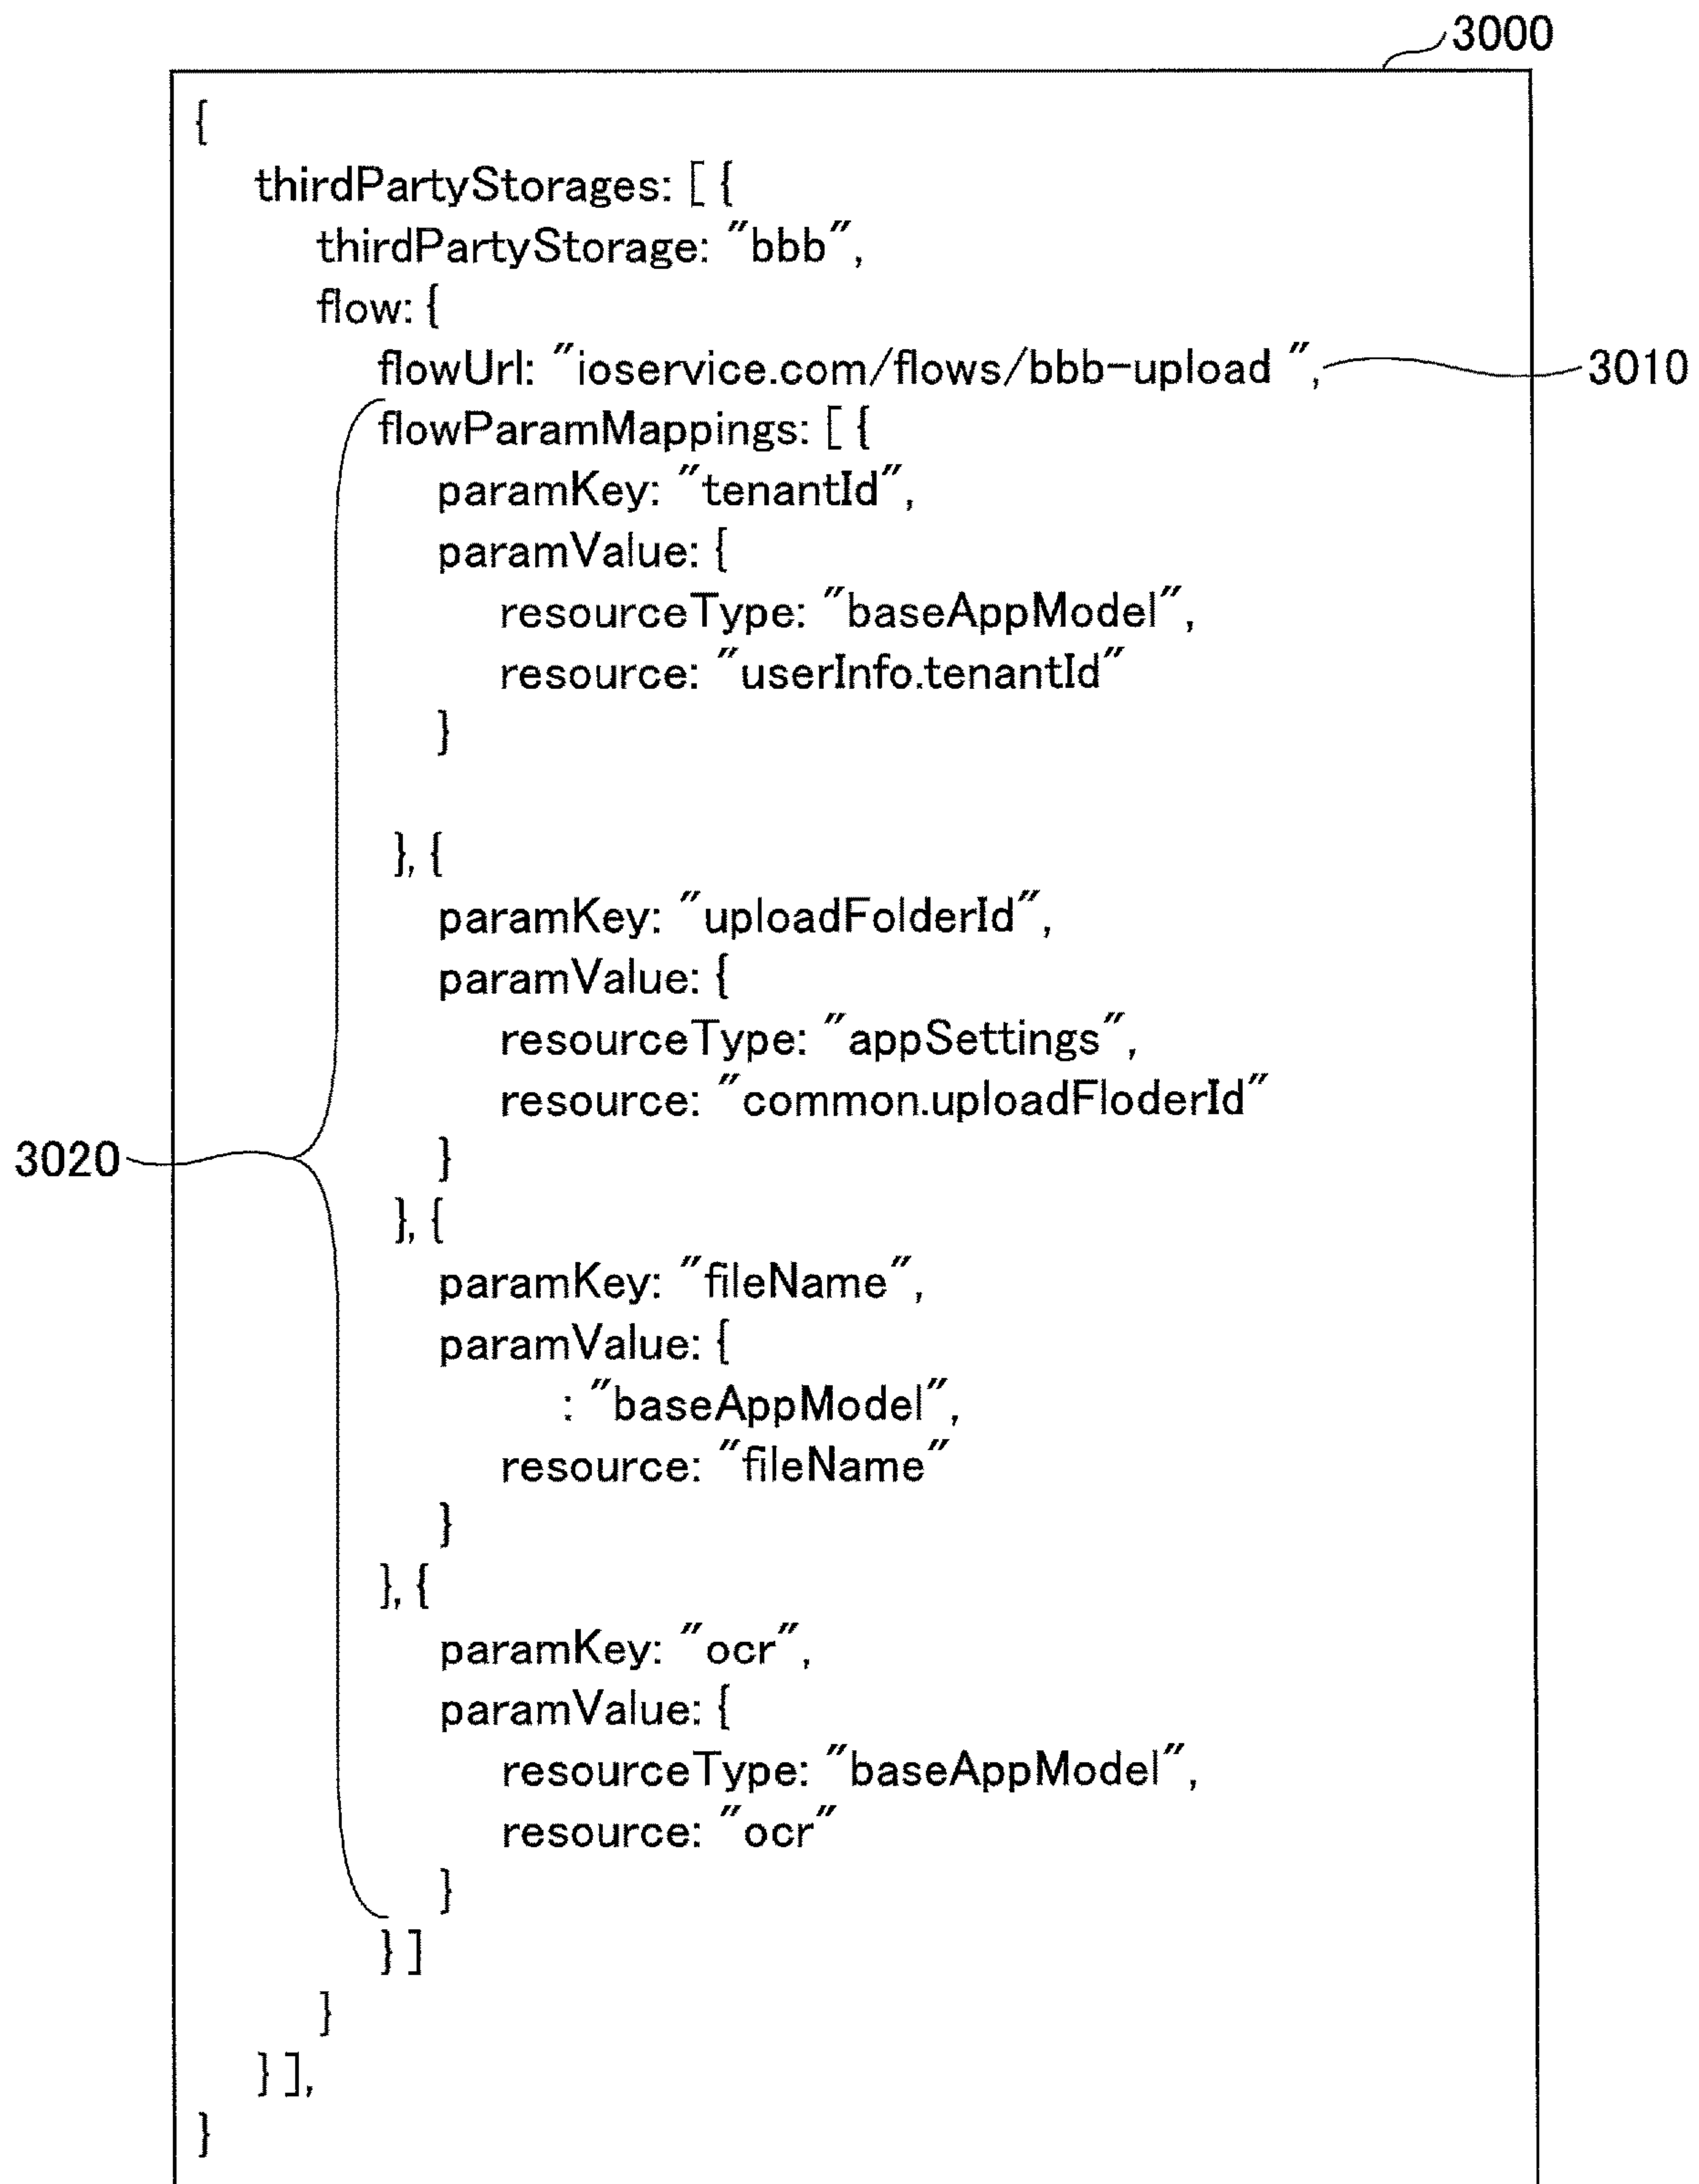 3000
{
thirdPartyStorages: [ {
thirdPartyStorage: "bbb",
flow: {
flowUrl: "ioservice.com/flows/bbb-upload ",
3010
flowParamMappings: [ {
paramKey: "tenantId",
paramValue: {
resourceType: "baseAppModel",
resource: "userInfo.tenantId"
}
}, {
paramKey: "uploadFolderId",
paramValue: {
resourceType: "appSettings",
resource: "common.uploadFloderId"
3020
}
}, {
paramKey: "fileName",
paramValue: {
: "baseAppModel",
resource: "fileName"
}
}, {
paramKey: "ocr",
paramValue: {
resourceType: "baseAppModel",
resource: "ocr"
}
} ]
}
} ],
}